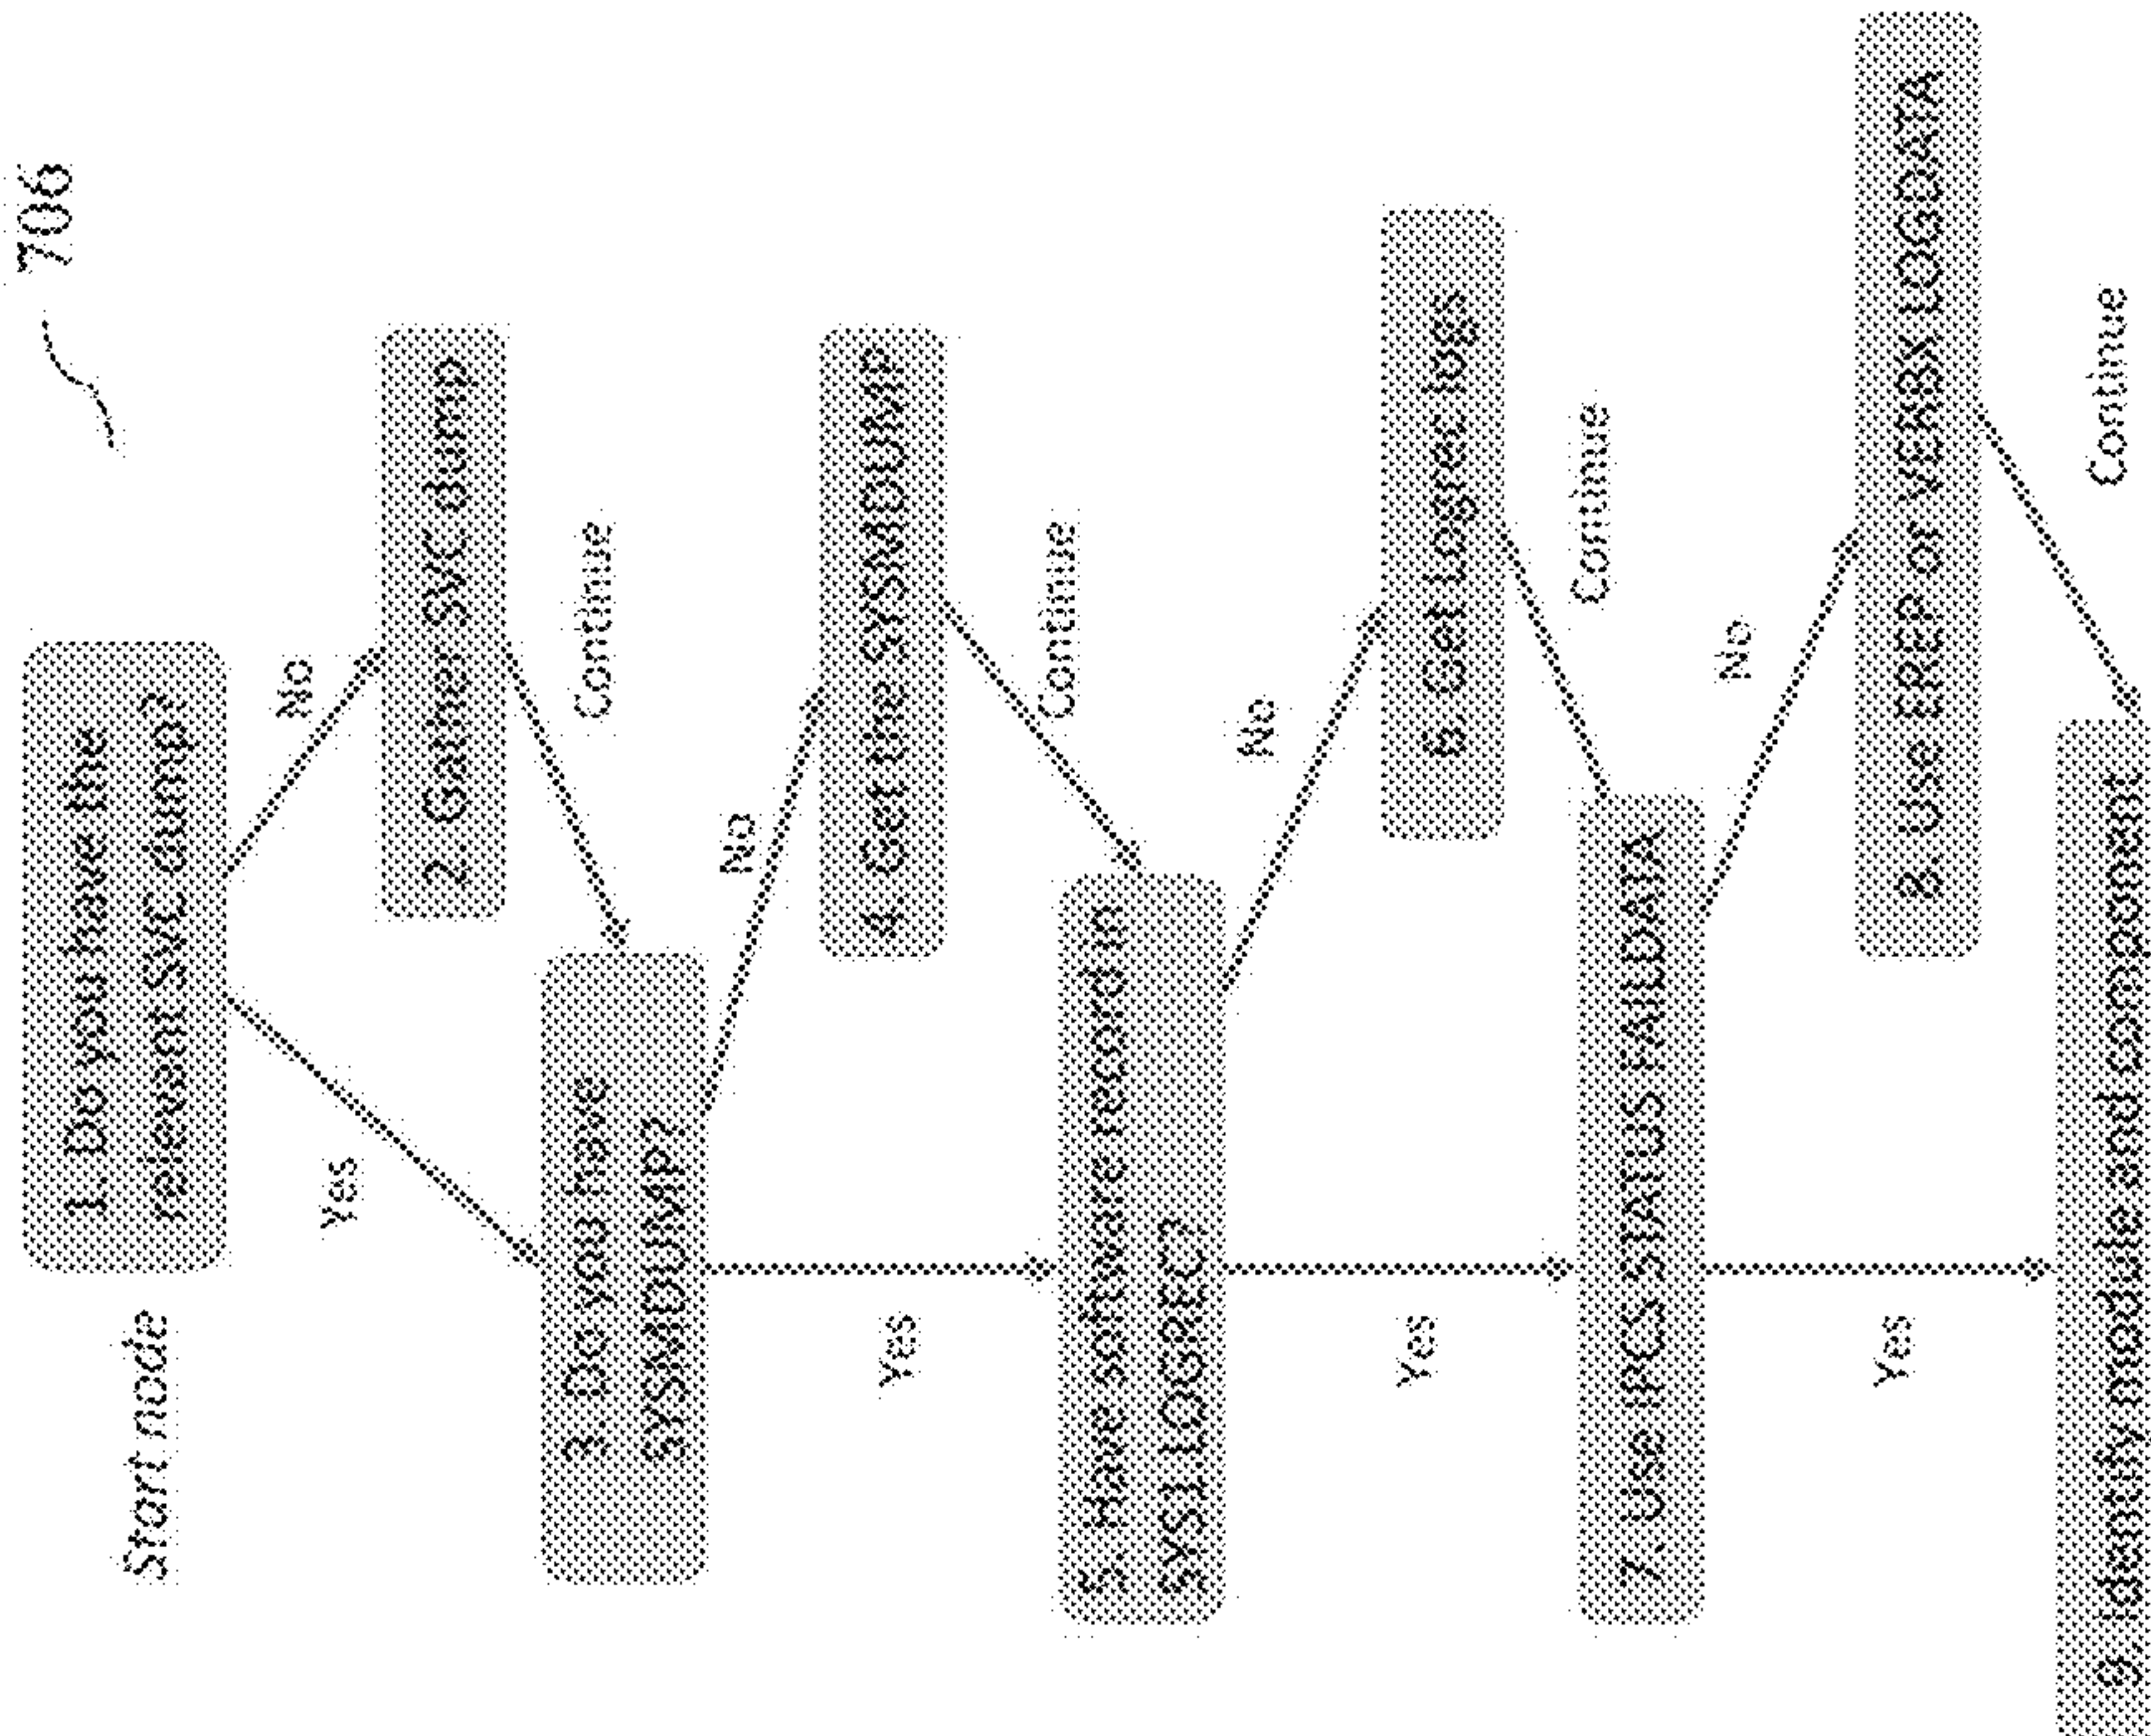 706
Start node
1. Do you have the
relevant SVC dump?
No
Yes
2. Gather SVC dump
Continue
3. Do you have
SYSMDUMP?
No
Yes
4. Get the SYSMDUMP
Continue
5. Have software record in
SYS1.LOGREC?
No
Yes
6. Get Logrec logs
Continue
7. Use IPCS STATUS FAILDATA
No
Yes
8. Use EREP or VERBX LOGDATA
Continue
9. Identify module and component